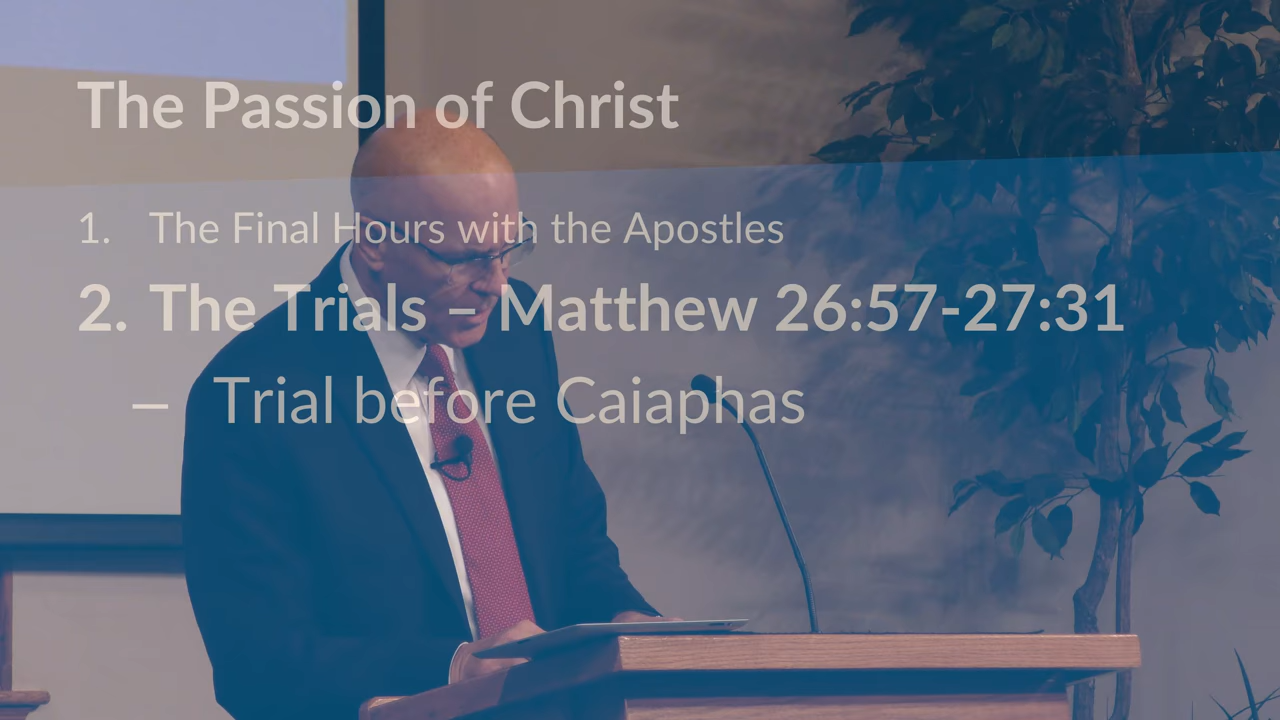 The Passion of Christ
1. The Final Hours with the Apostles
2. The Trials – Matthew 26:57-27:31
– Trial before Caiaphas